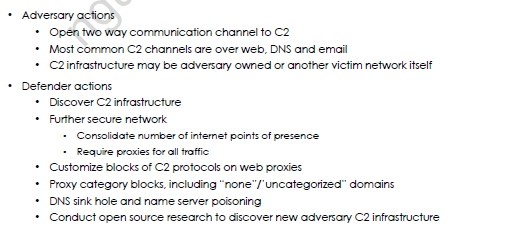 • Adversary actions
• Open two way communication channel to C2
• Most common C2 channels are over web, DNS and email
• C2 infrastructure may be adversary owned or another victim network itself
• Defender actions
• Discover C2 infrastructure
• Further secure network
• Consolidate number of internet points of presence
• Require proxies for all traffic
• Customize blocks of C2 protocols on web proxies
• Proxy category blocks, including "none"/"uncategorized" domains
• DNS sink hole and name server poisoning
• Conduct open source research to discover new adversary C2 infrastructure